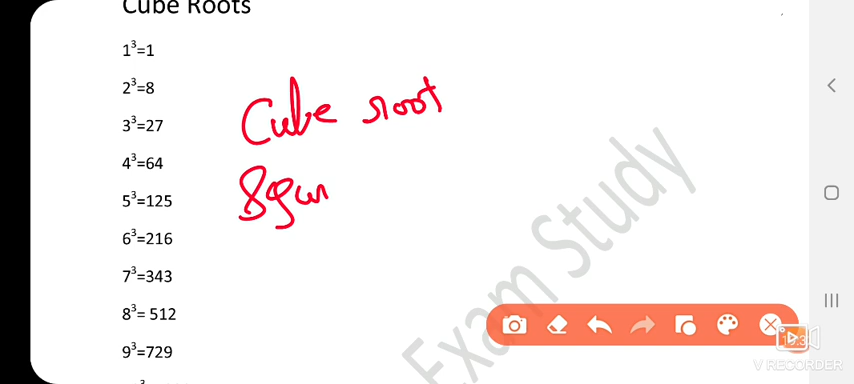 Cube Roots
1³=1
2³=8
3³=27
4³=64
5³=125
6³=216
7³=343
8³= 512
9³=729
Cube root
Exam Study
V RECORDER